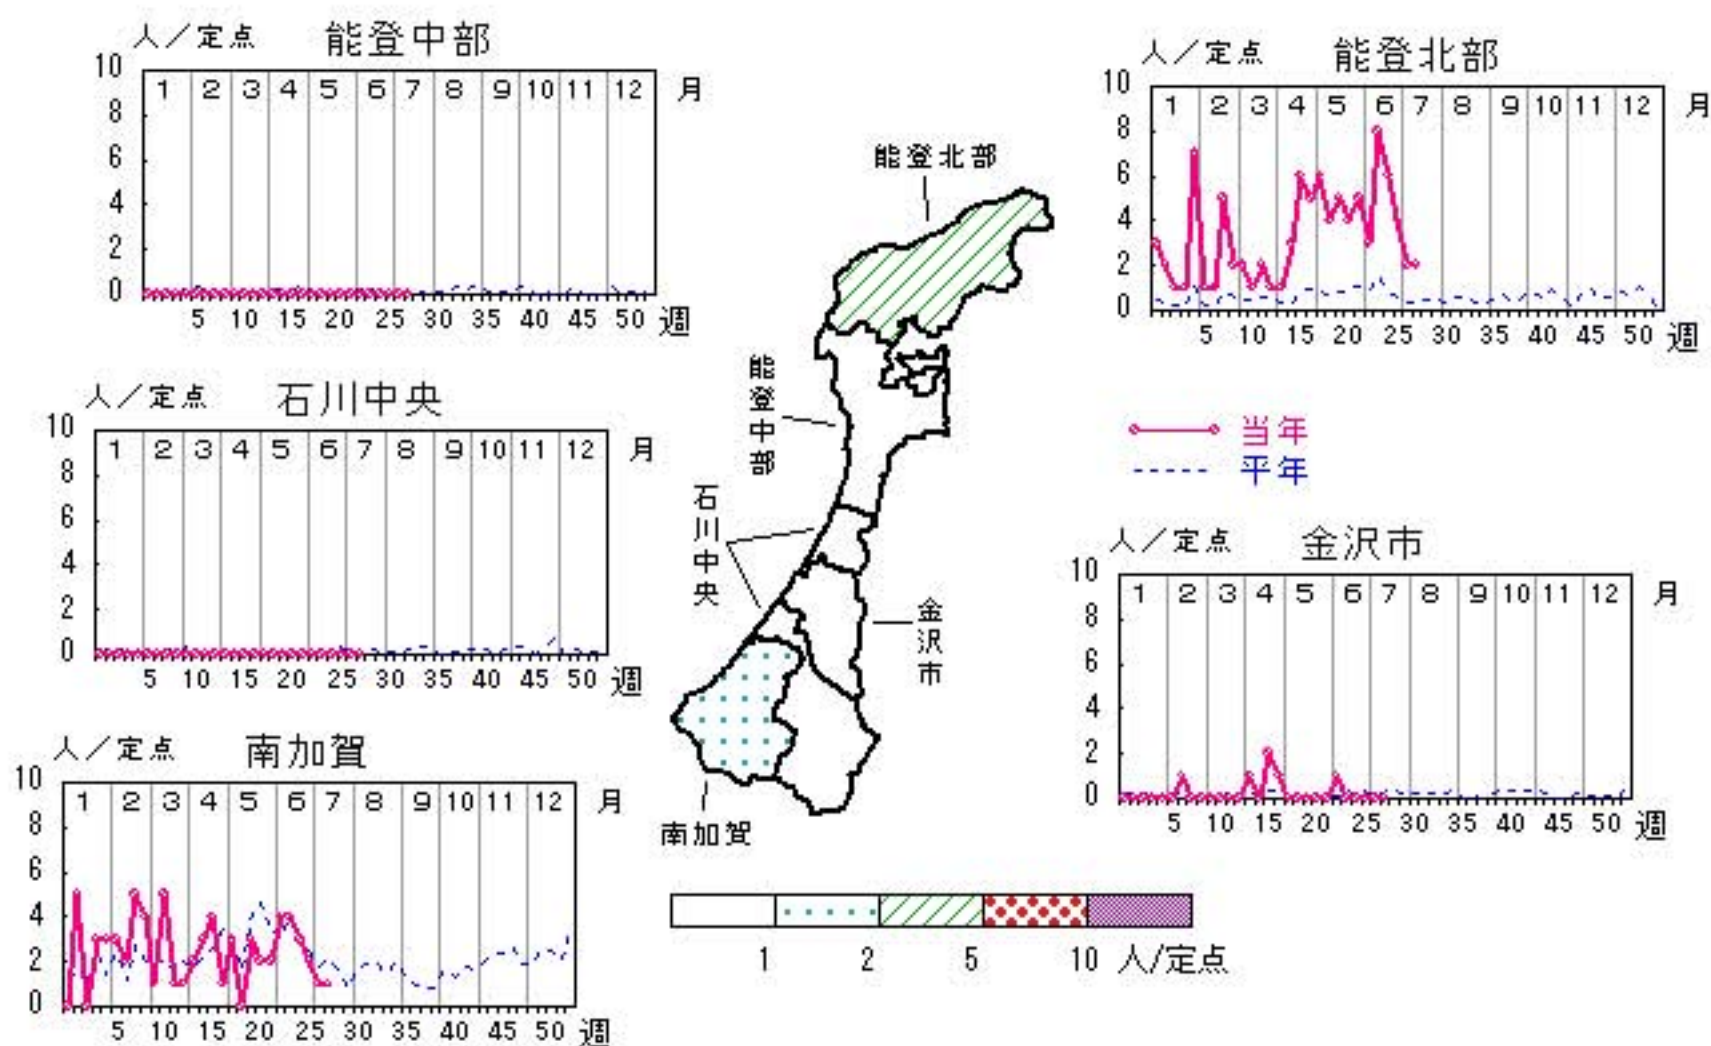 人／定点 能登中部
10 8 6 4 2 0
1 2 3 4 5 6 7 8 9 10 11 12 月
5 10 15 20 25 30 35 40 45 50 週
人／定点 能登北部
10 8 6 4 2 0
1 2 3 4 5 6 7 8 9 10 11 12 月
5 10 15 20 25 30 35 40 45 50 週
人／定点 石川中央
10 8 6 4 2 0
1 2 3 4 5 6 7 8 9 10 11 12 月
5 10 15 20 25 30 35 40 45 50 週
能登北部
能登中部
石川中央
金沢市
南加賀
当年
平年
人／定点 金沢市
10 8 6 4 2 0
1 2 3 4 5 6 7 8 9 10 11 12 月
5 10 15 20 25 30 35 40 45 50 週
人／定点 南加賀
10 8 6 4 2 0
1 2 3 4 5 6 7 8 9 10 11 12 月
5 10 15 20 25 30 35 40 45 50 週
1 2 5 10 人/定点